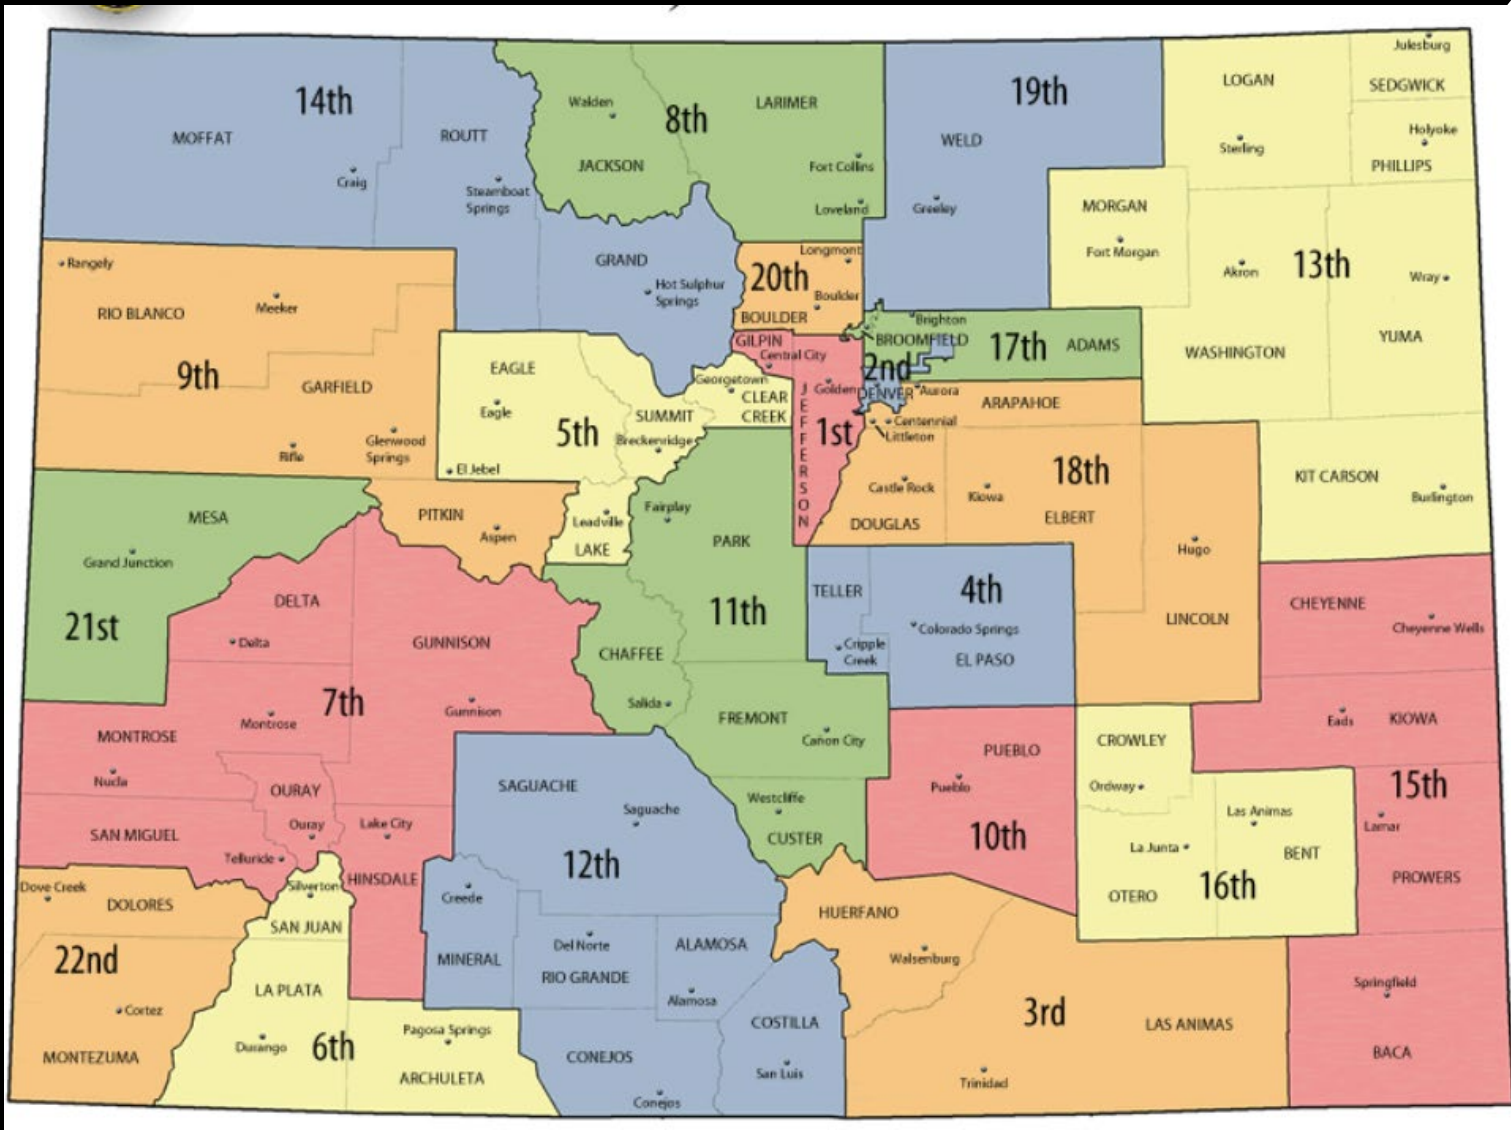 14th
MOFFAT
Craig
ROUTT
Steamboat
Springs
GRAND
Hot Sulphur
Springs
8th
Walden
JACKSON
LARIMER
Fort Collins
Loveland
19th
WELD
Greeley
LOGAN
Sterling
Julesburg
SEDGWICK
Holyoke
PHILLIPS
MORGAN
Fort Morgan
13th
Akron
Wray
WASHINGTON
YUMA
KIT CARSON
Burlington
Rangely
RIO BLANCO
Meeker
9th
GARFIELD
Rifle
Glenwood
Springs
PITKIN
Aspen
20th
Longmont
Boulder
BOULDER
GILPIN
Central City
Golden
JEFFERSON
1st
Brighton
BROOMFIELD
17th
ADAMS
2nd
DENVER
Aurora
EAGLE
Eagle
El Jebel
5th
SUMMIT
Breckenridge
Georgetown
CLEAR
CREEK
Leadville
LAKE
ARAPAHOE
Centennial
Littleton
18th
Castle Rock
DOUGLAS
Kiowa
ELBERT
Hugo
LINCOLN
MESA
Grand Junction
21st
Fairplay
PARK
11th
CHAFFEE
Salida
FREMONT
Cañon City
Westcliffe
CUSTER
TELLER
Cripple
Creek
4th
Colorado Springs
EL PASO
CHEYENNE
Cheyenne Wells
Eads
KIOWA
15th
Lamar
PROWERS
Springfield
BACA
DELTA
Delta
GUNNISON
Gunnison
7th
MONTROSE
Montrose
Nucla
OURAY
Ouray
SAN MIGUEL
Telluride
Lake City
HINSDALE
SAGUACHE
Saguache
12th
Creede
MINERAL
Del Norte
RIO GRANDE
ALAMOSA
Alamosa
CONEJOS
Conejos
COSTILLA
San Luis
PUEBLO
Pueblo
10th
CROWLEY
Ordway
Las Animas
La Junta
BENT
OTERO
16th
Dove Creek
DOLORES
22nd
Cortez
MONTEZUMA
Silverton
SAN JUAN
LA PLATA
Durango
6th
Pagosa Springs
ARCHULETA
HUERFANO
Walsenburg
3rd
LAS ANIMAS
Trinidad